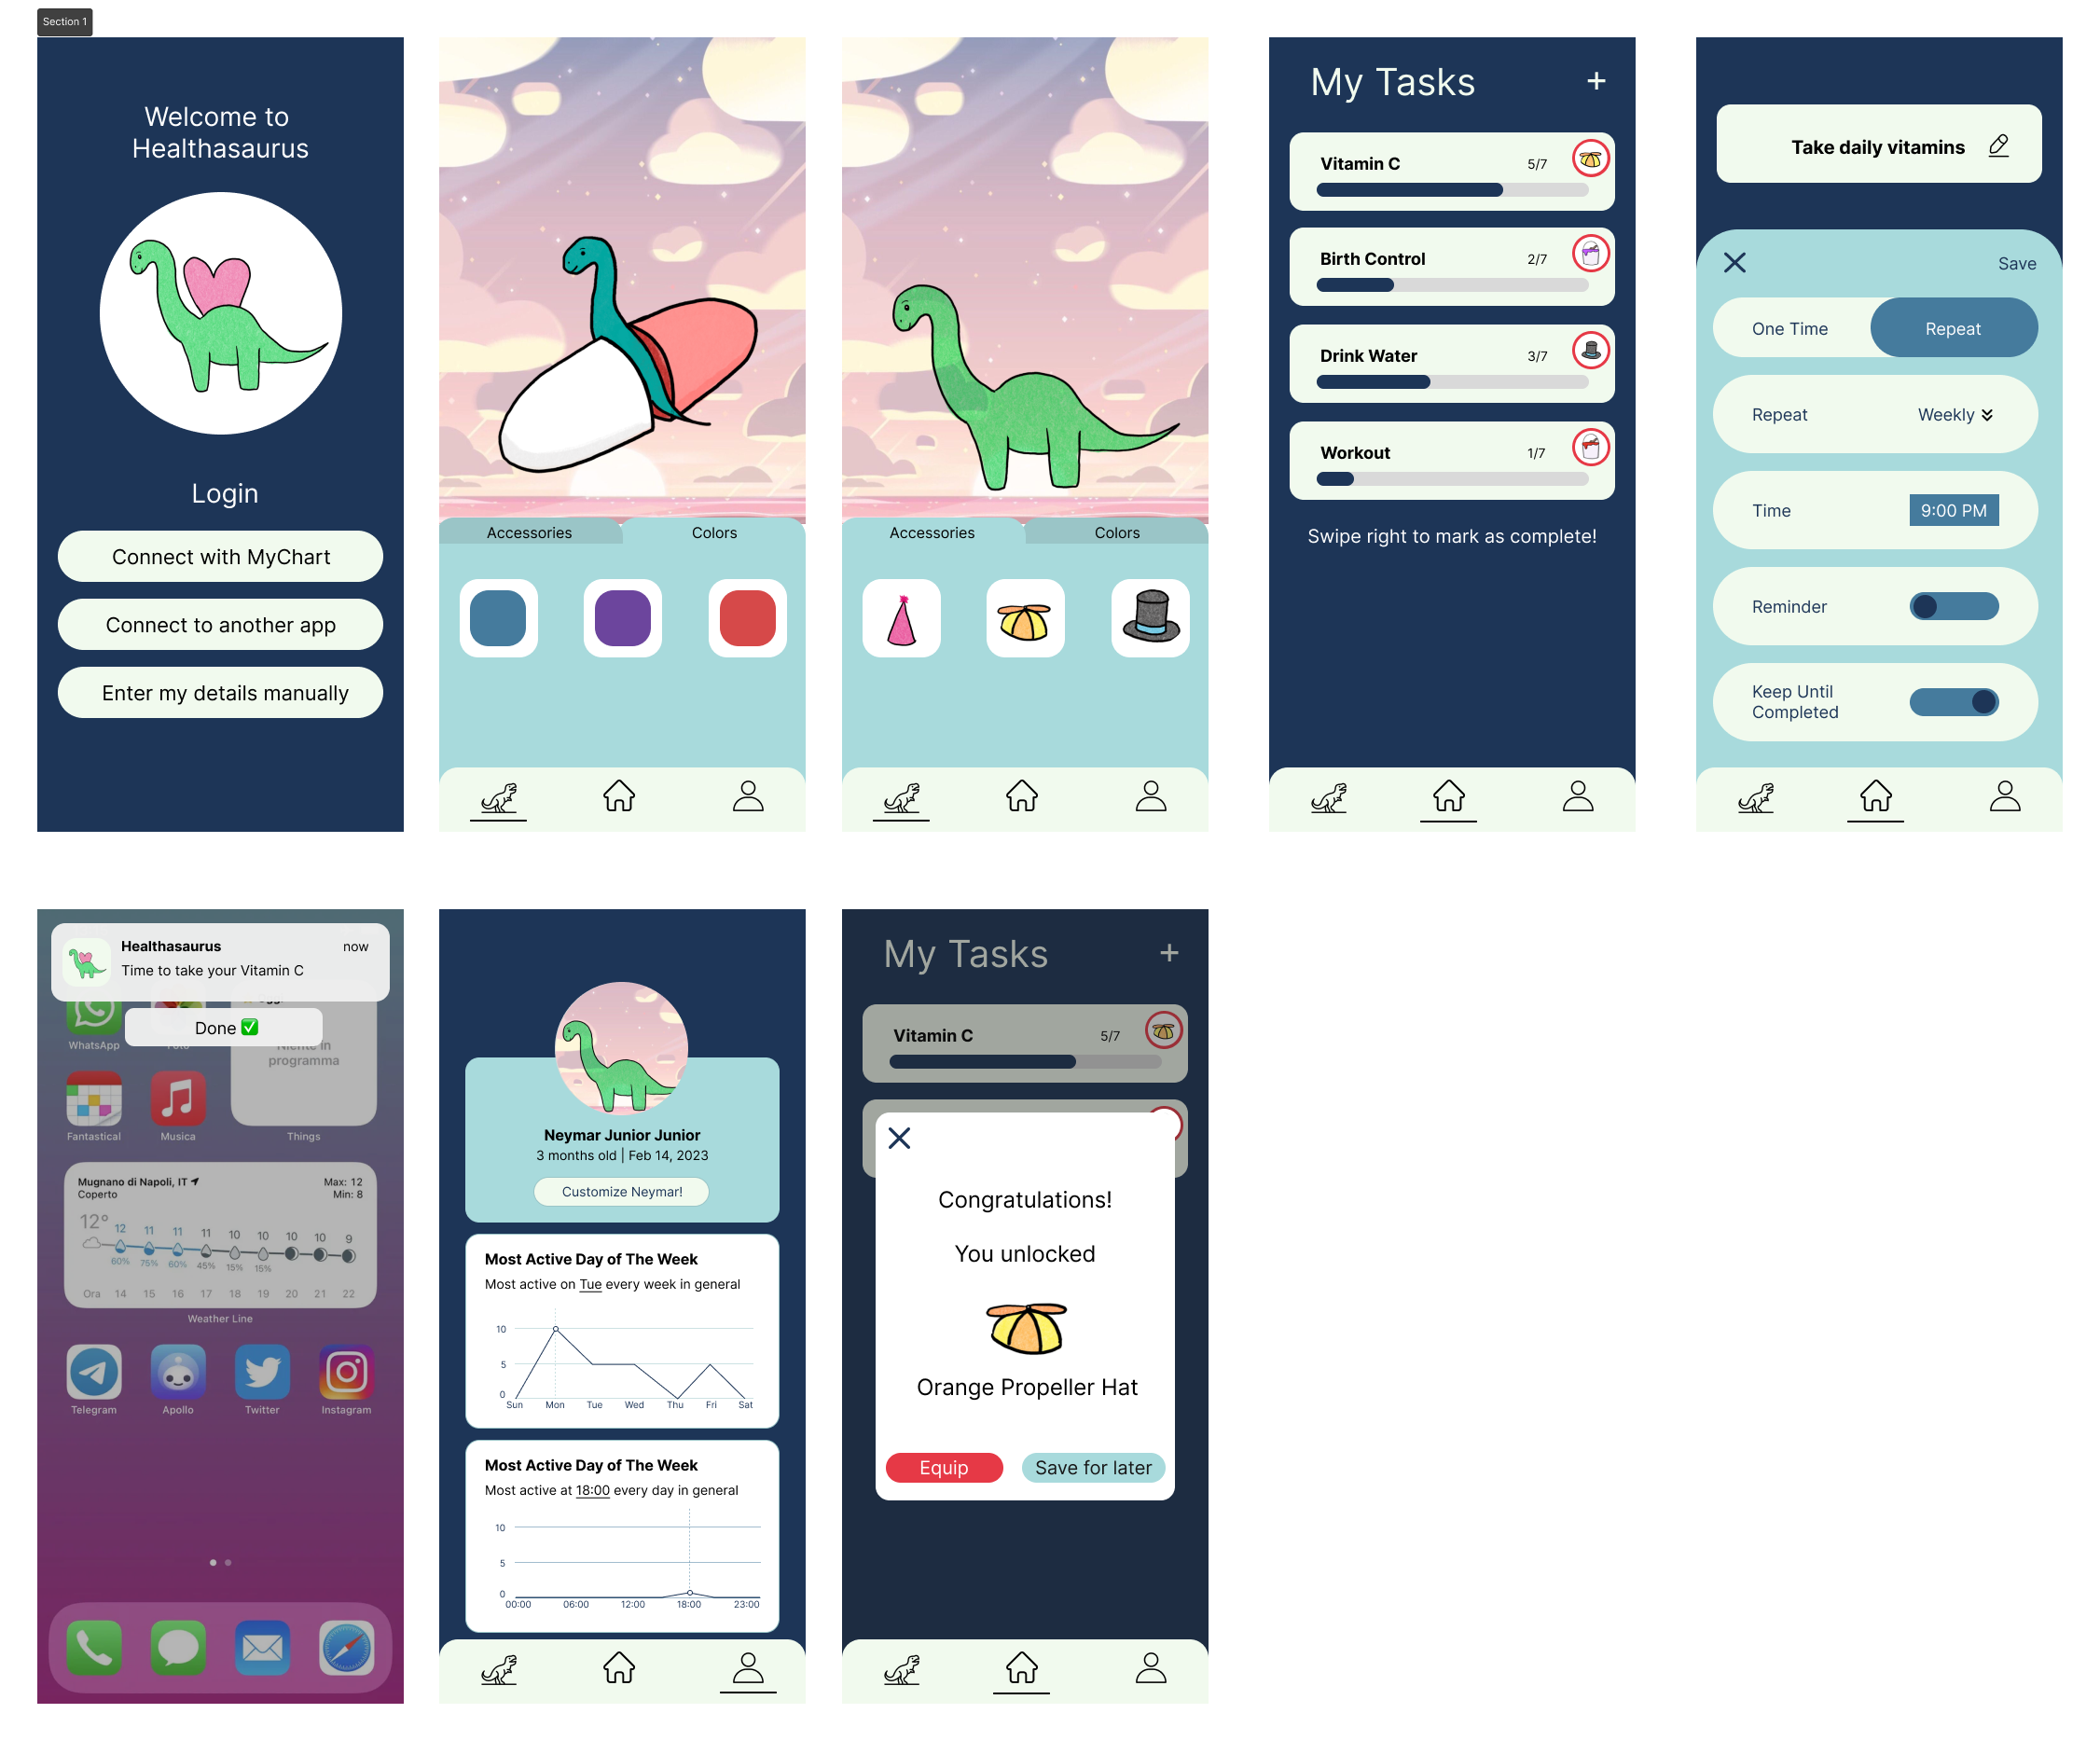 Section 1
Welcome to
Healthasaurus
Login
Connect with MyChart
Connect to another app
Enter my details manually
Accessories
Colors
Accessories
Colors
My Tasks
+
Vitamin C
5/7
Birth Control
2/7
Drink Water
3/7
Workout
1/7
Swipe right to mark as complete!
Take daily vitamins
Save
One Time
Repeat
Repeat
Weekly
Time
9:00 PM
Reminder
Keep Until
Completed
Healthasaurus
now
Time to take your Vitamin C
Done ✅
WhatsApp
programma
Fantastical
Musica
Things
Mugnano di Napoli, IT
Max: 12
Coperto
Min: 8
12°
12 11 11 11 10 10 10 10 9
60% 75% 60% 45% 15% 15%
Ora 14 15 16 17 18 19 20 21 22
Weather Line
Telegram
Apollo
Twitter
Instagram
Neymar Junior Junior
3 months old | Feb 14, 2023
Customize Neymar!
Most Active Day of The Week
Most active on Tue every week in general
10
5
0
Sun Mon Tue Wed Thu Fri Sat
Most Active Day of The Week
Most active at 18:00 every day in general
10
5
0
00:00 06:00 12:00 18:00 23:00
My Tasks
+
Vitamin C
5/7
Congratulations!
You unlocked
Orange Propeller Hat
Equip
Save for later